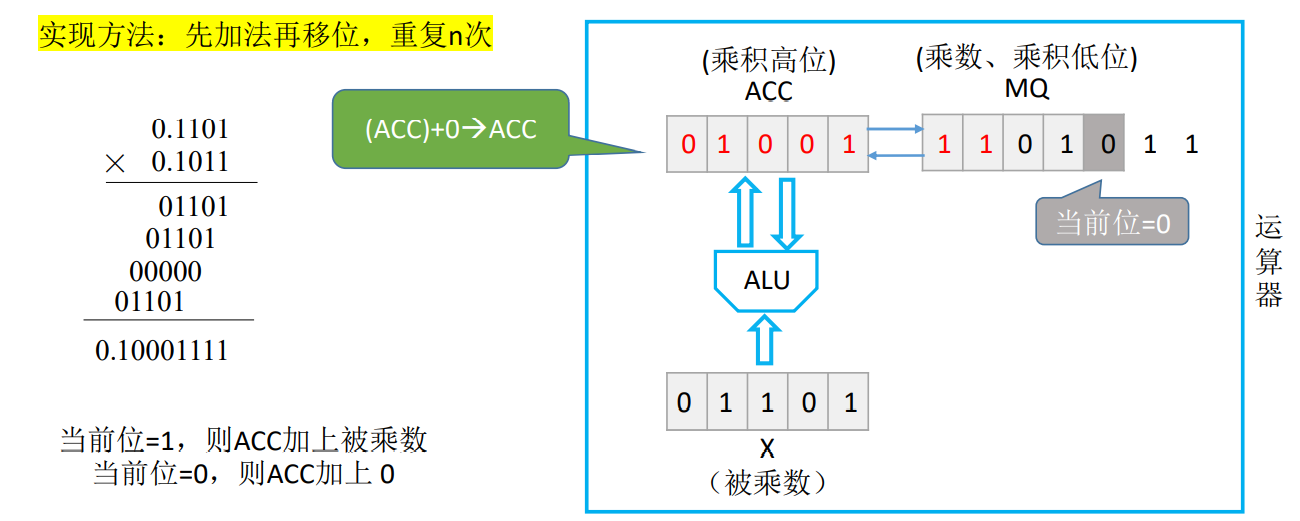 实现方法：先加法再移位，重复n次
0.1101
× 0.1011
01101
01101
00000
01101
0.10001111
当前位=1，则ACC加上被乘数
当前位=0，则ACC加上 0
(ACC)+0→ACC
(乘积高位)
ACC
0 1 0 0 1
(乘数、乘积低位)
MQ
1 1 0 1 0 1 1
当前位=0
ALU
0 1 1 0 1
X
（被乘数）
运算器